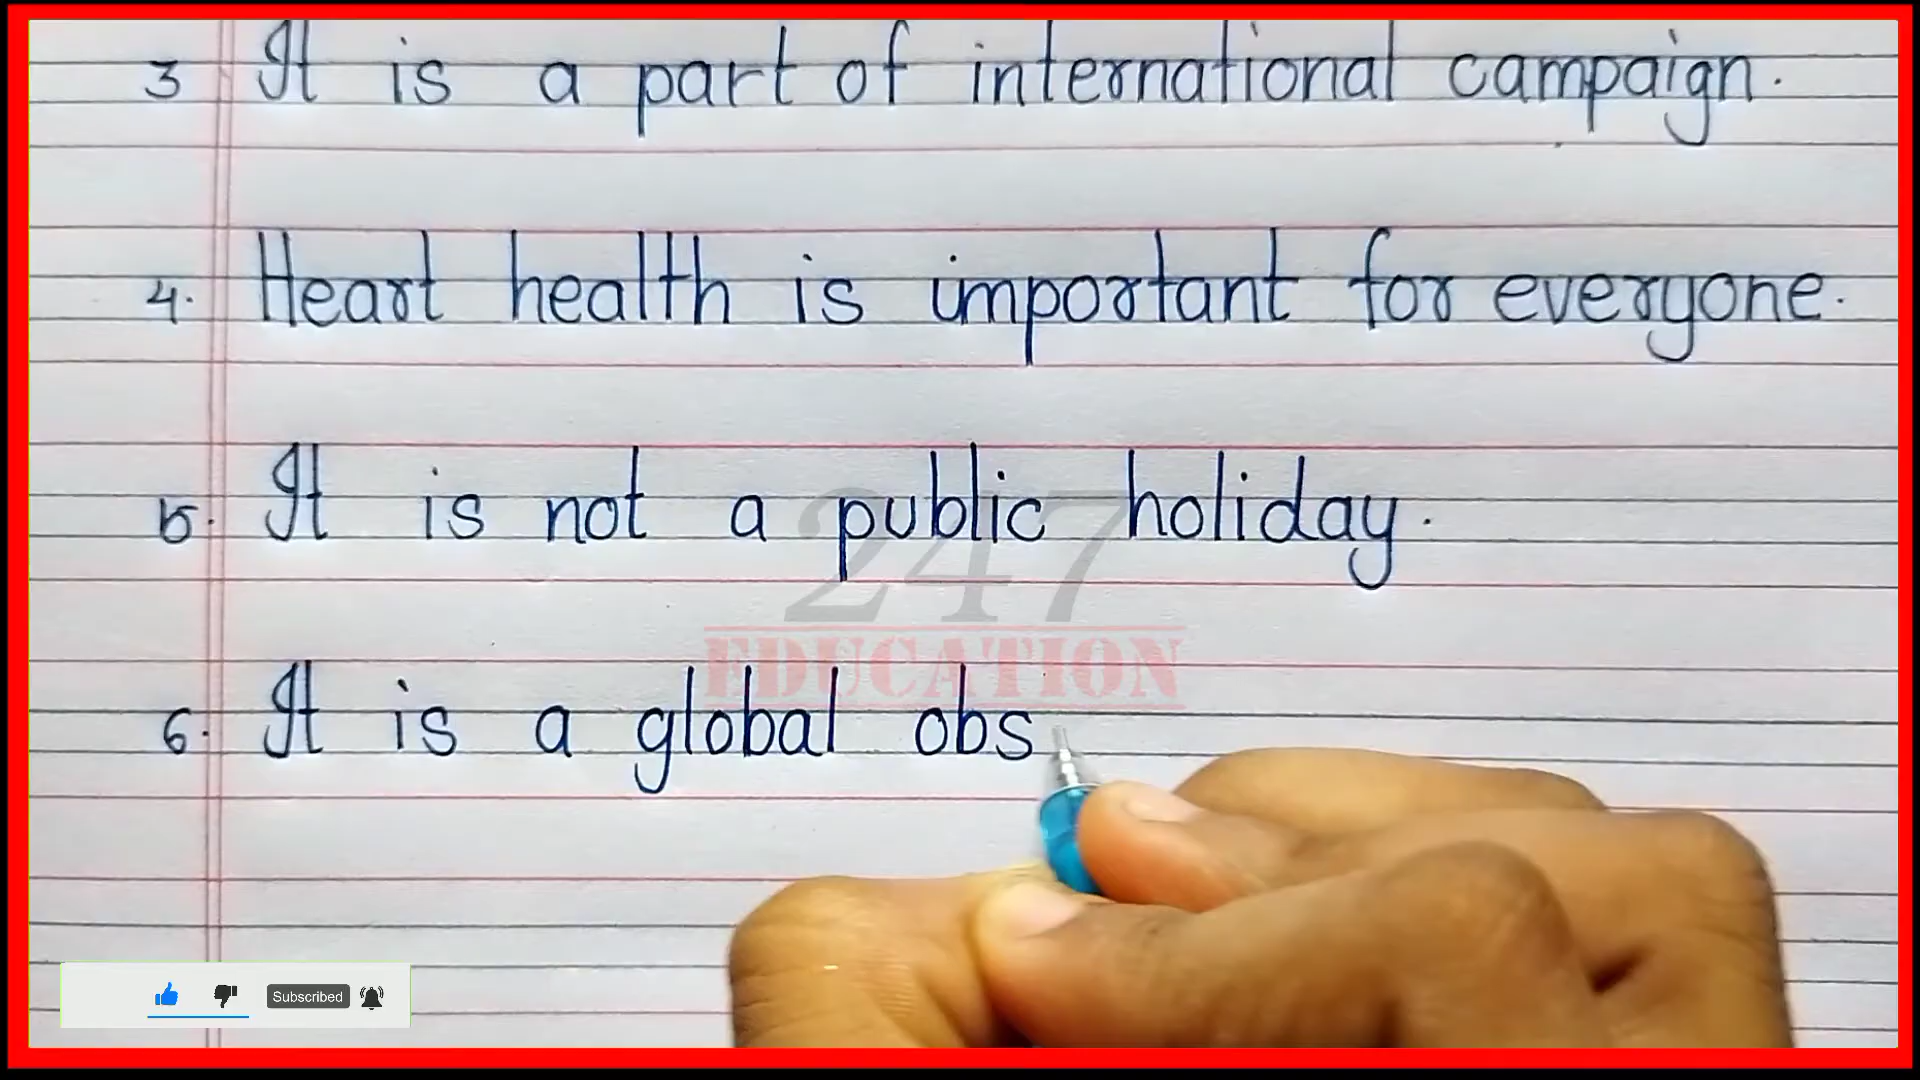 3 It is a part of international campaign.
4. Heart health is important for everyone.
5. It is not a public holiday.
247
EDUCATION
6. It is a global obs
Subscribed